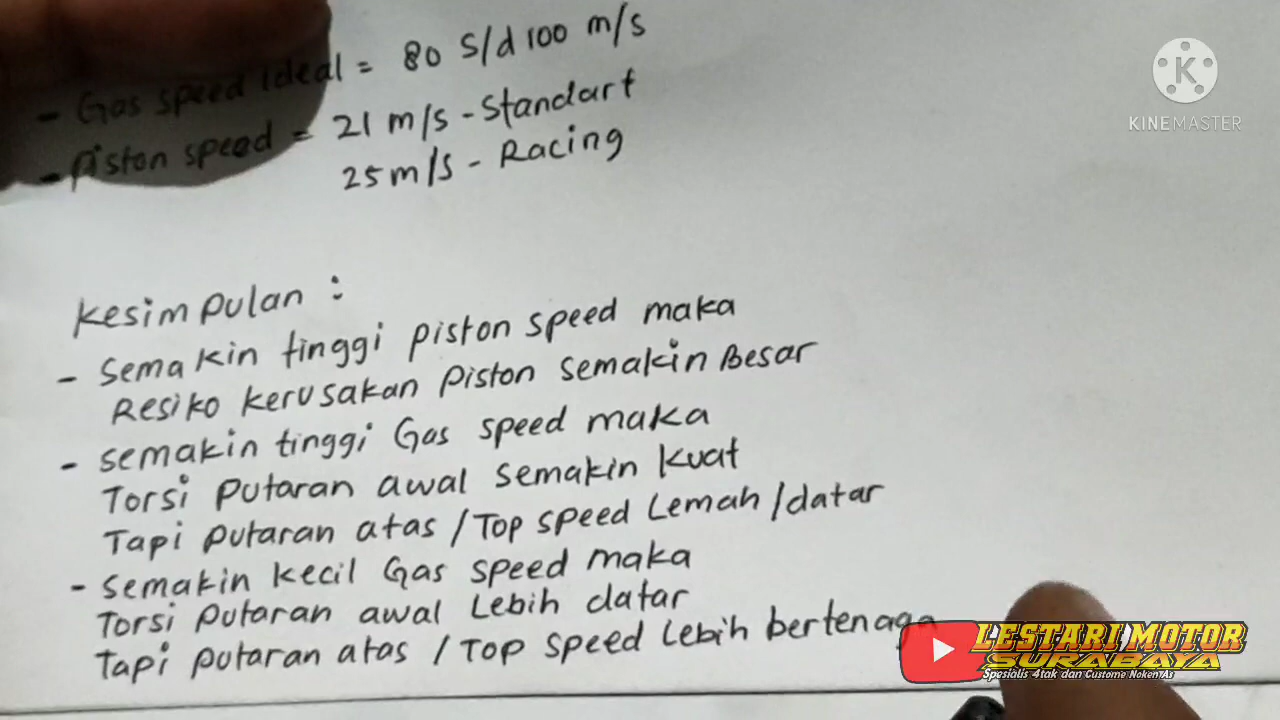 - Gas speed ideal = 80 s/d 100 m/s
- Piston speed = 21 m/s - Standart
25 m/s - Racing
Kesimpulan :
- Semakin tinggi piston speed maka
Resiko kerusakan piston semakin Besar
- semakin tinggi Gas speed maka
Torsi putaran awal semakin kuat
Tapi putaran atas / Top speed Lemah / datar
- semakin kecil Gas speed maka
Torsi putaran awal Lebih datar
Tapi putaran atas / Top speed Lebih bertenaga
K
KINEMASTER
LESTARI MOTOR
SURABAYA
Spesialis 4tak dan Custome Noken As